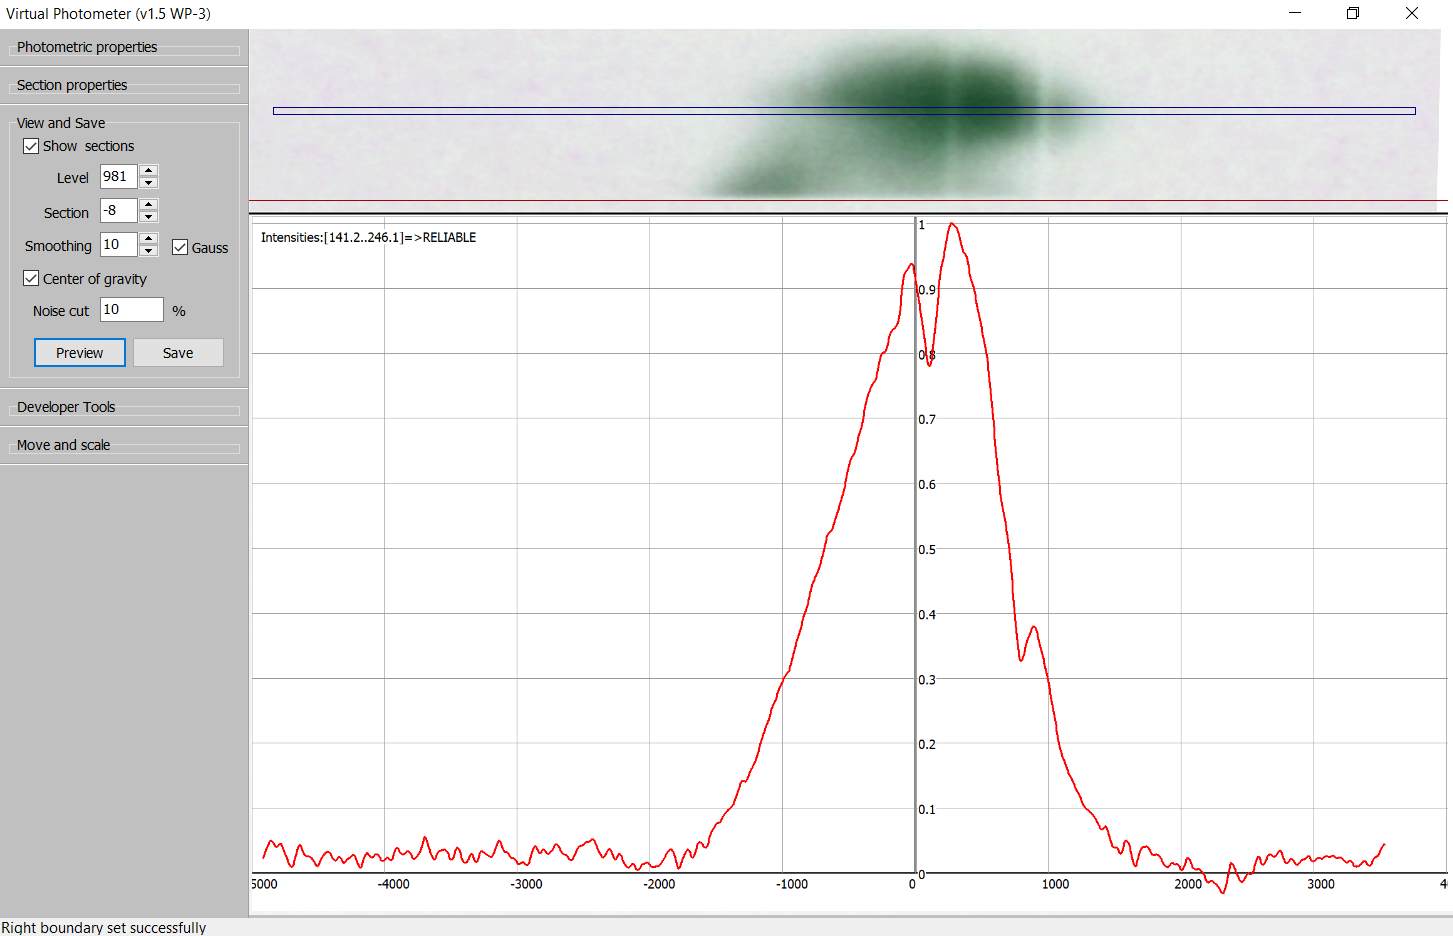 Virtual Photometer (v1.5 WP-3)
Photometric properties
Section properties
View and Save
Show sections
Level 981
Section -8
Smoothing 10 Gauss
Center of gravity
Noise cut 10 %
Preview Save
Developer Tools
Move and scale
Intensities:[141.2..246.1]=>RELIABLE
1
0.9
0.8
0.7
0.6
0.5
0.4
0.3
0.2
0.1
0
5000 -4000 -3000 -2000 -1000 0 1000 2000 3000 4
Right boundary set successfully